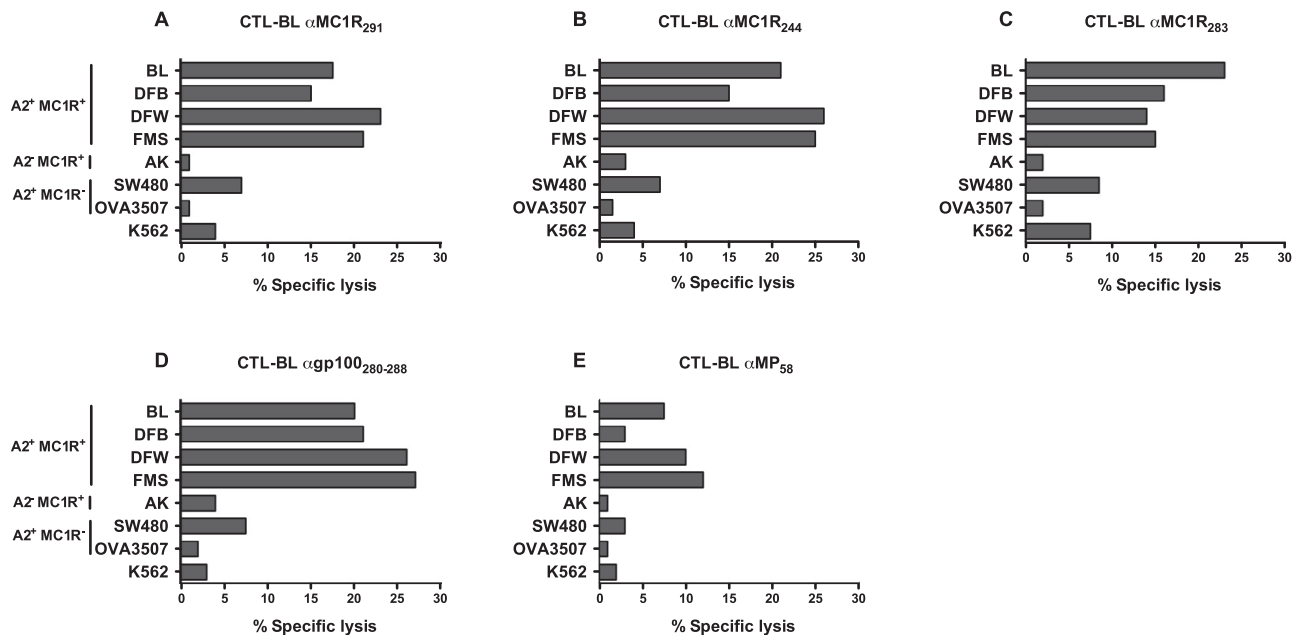 A CTL-BL αMC1R291
A2+ MC1R+
A2- MC1R+
A2+ MC1R-
BL
DFB
DFW
FMS
AK
SW480
OVA3507
K562
0 5 10 15 20 25 30
% Specific lysis
B CTL-BL αMC1R244
BL
DFB
DFW
FMS
AK
SW480
OVA3507
K562
0 5 10 15 20 25 30
% Specific lysis
C CTL-BL αMC1R283
BL
DFB
DFW
FMS
AK
SW480
OVA3507
K562
0 5 10 15 20 25 30
% Specific lysis
D CTL-BL αgp100280-288
A2+ MC1R+
A2- MC1R+
A2+ MC1R-
BL
DFB
DFW
FMS
AK
SW480
OVA3507
K562
0 5 10 15 20 25 30
% Specific lysis
E CTL-BL αMP58
BL
DFB
DFW
FMS
AK
SW480
OVA3507
K562
0 5 10 15 20 25 30
% Specific lysis